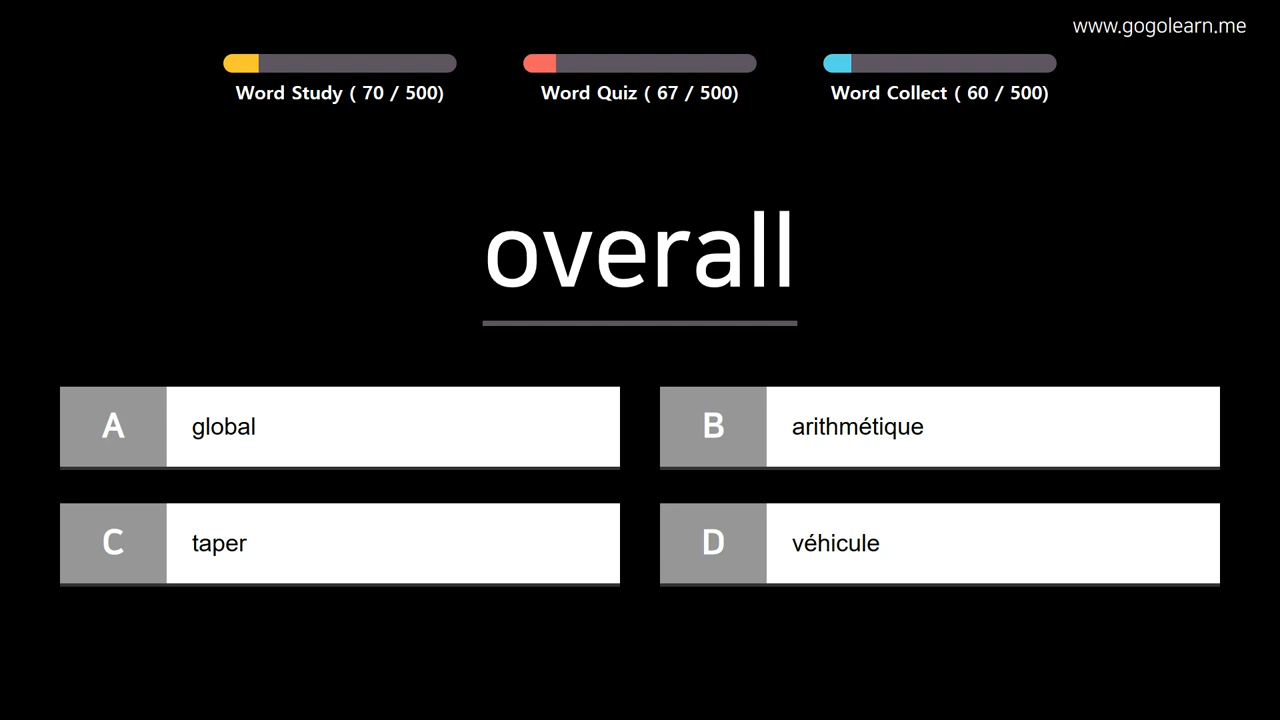 www.gogolearn.me
Word Study ( 70 / 500)
Word Quiz ( 67 / 500)
Word Collect ( 60 / 500)
overall
A global
B arithmétique
C taper
D véhicule